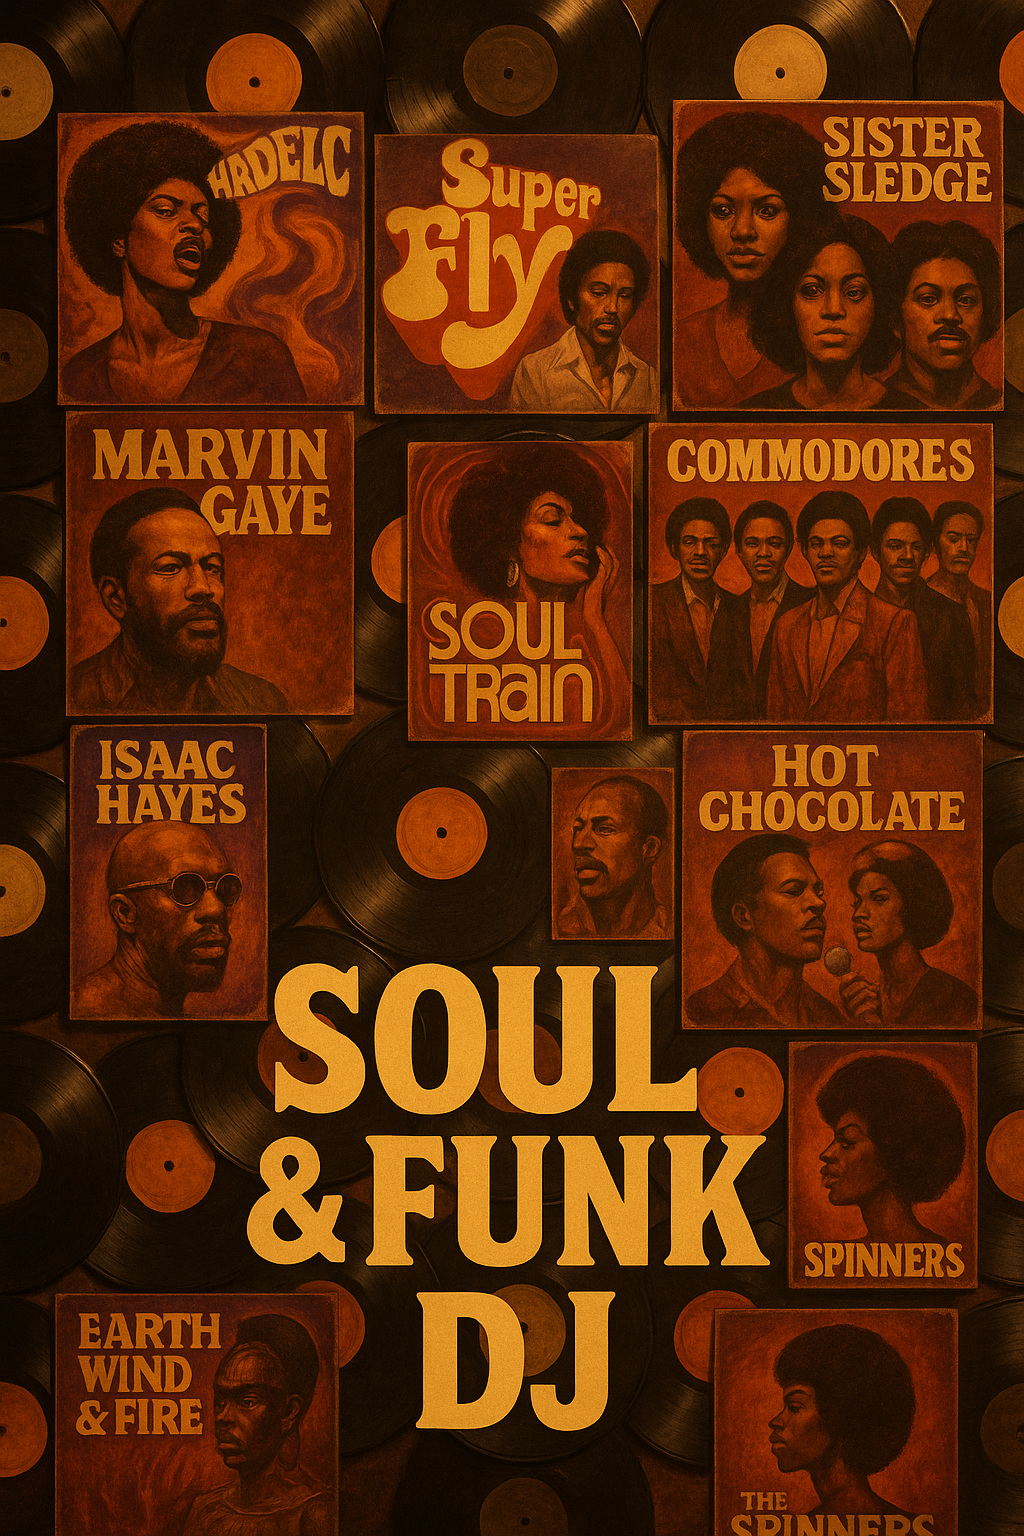 HRDELC
Super
Fly
SISTER
SLEDGE
MARVIN
GAYE
SOUL
TRain
COMMODORES
ISAAC
HAYES
HOT
CHOCOLATE
SOUL
& FUNK
DJ
SPINNERS
EARTH
WIND
& FIRE
THE
SPINNERS